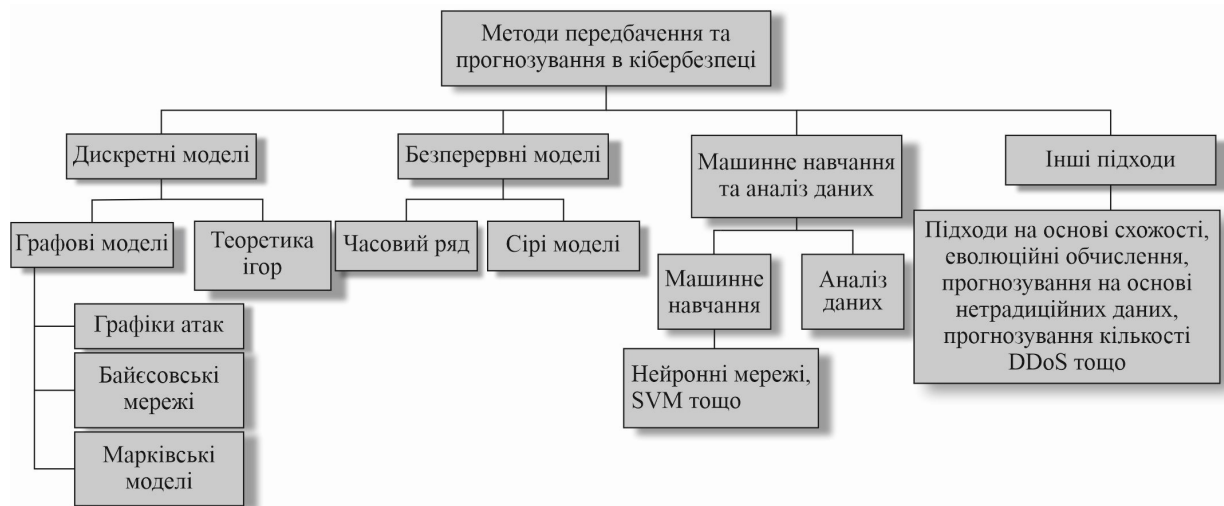 Методи передбачення та
прогнозування в кібербезпеці
Дискретні моделі
Безперервні моделі
Машинне навчання
та аналіз даних
Інші підходи
Графові моделі
Теоретика
ігор
Часовий ряд
Сірі моделі
Машинне
навчання
Аналіз
даних
Підходи на основі схожості,
еволюційні обчислення,
прогнозування на основі
нетрадиційних даних,
прогнозування кількості
DDoS тощо
Графіки атак
Байєсовські
мережі
Марківські
моделі
Нейронні мережі,
SVM тощо